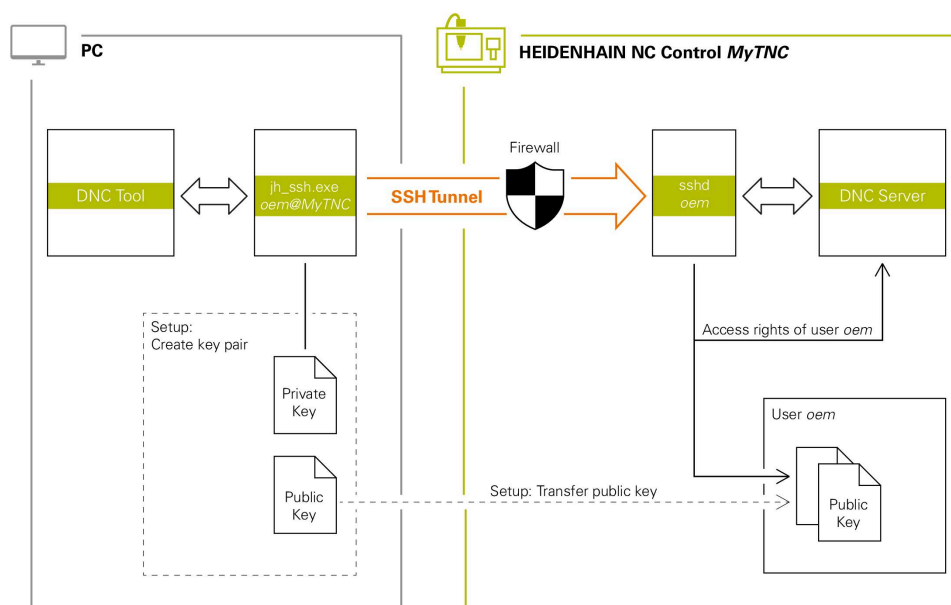 PC
HEIDENHAIN NC Control MyTNC
Firewall
DNC Tool
jh_ssh.exe
oem@MyTNC
SSH Tunnel
sshd
oem
DNC Server
Setup:
Create key pair
Access rights of user oem
Private
Key
User oem
Public
Key
Setup: Transfer public key
Public
Key